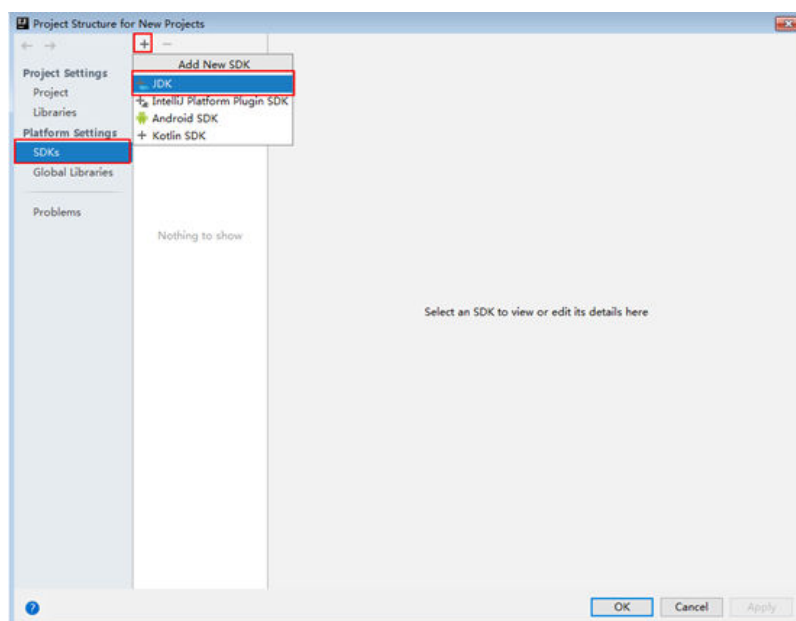 Project Structure for New Projects
Add New SDK
Project Settings
JDK
Project
IntelliJ Platform Plugin SDK
Libraries
Android SDK
Platform Settings
Kotlin SDK
SDKs
Global Libraries
Problems
Nothing to show
Select an SDK to view or edit its details here
OK Cancel Apply